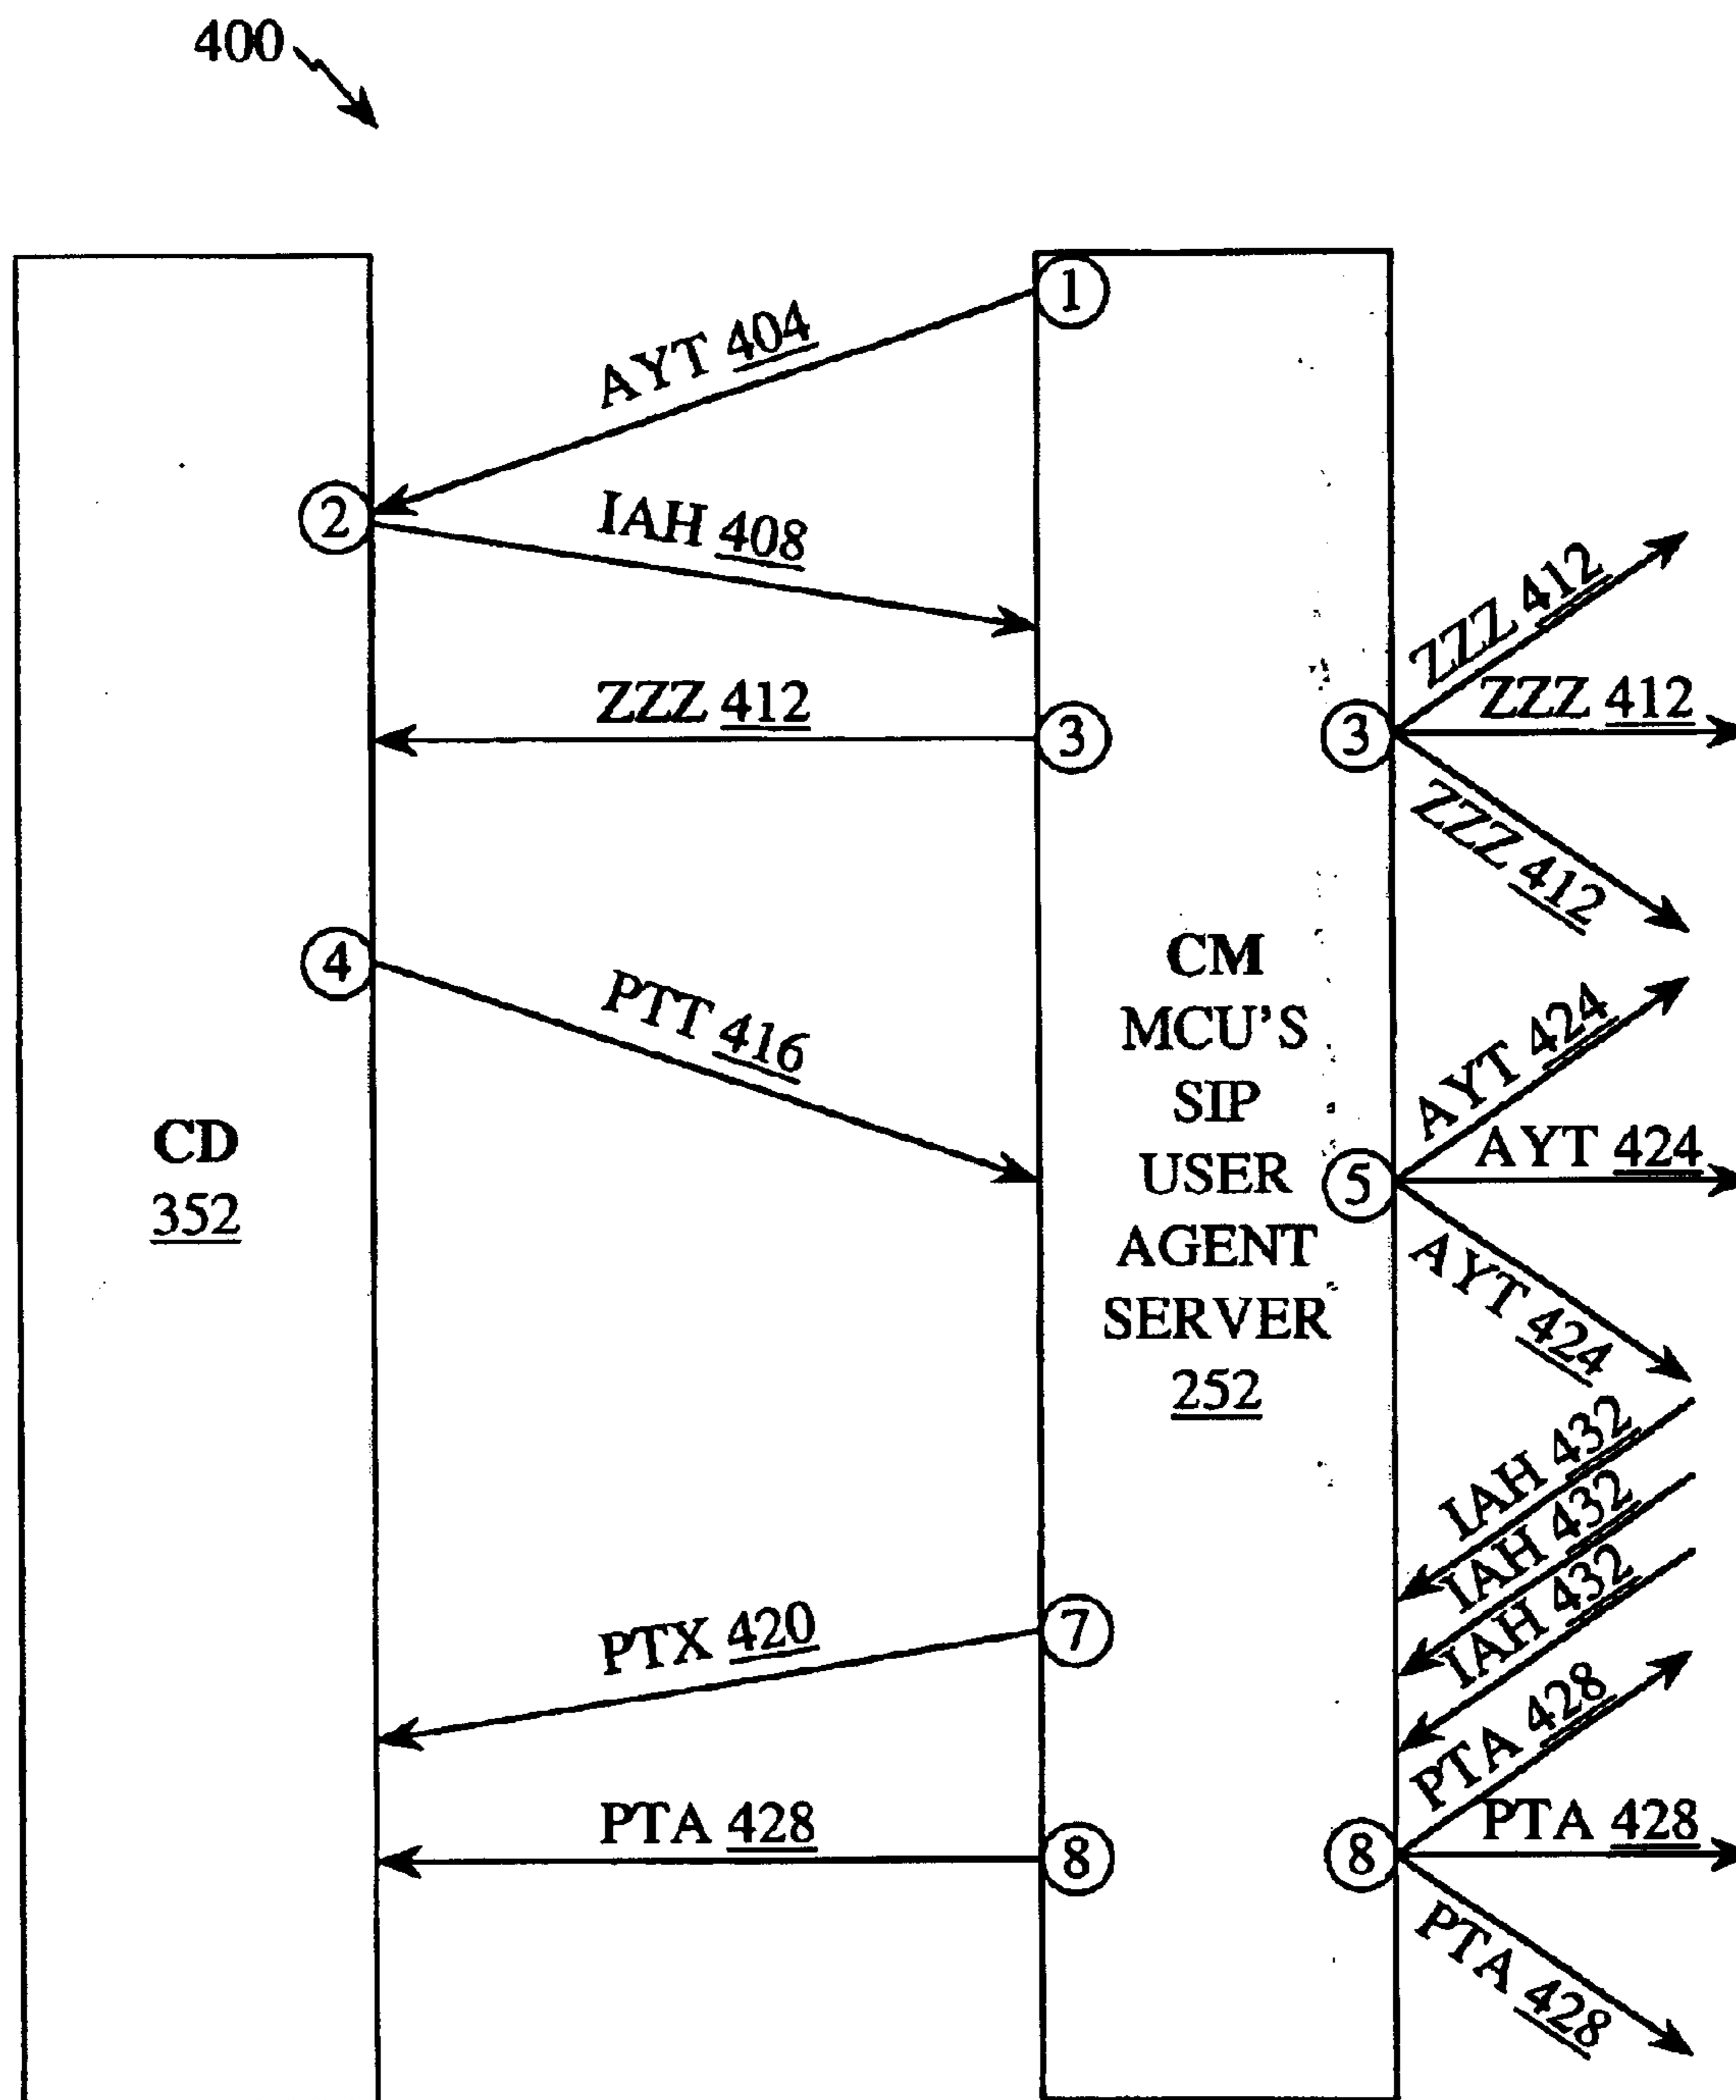 400
1
AYT 404
2
IAH 408
ZZZ 412
ZZZ 412
3
3
ZZZ 412
ZZZ 412
4
PTT 416
CM
MCU'S
SIP
USER
AGENT
SERVER
252
CD
352
AYT 424
5
AYT 424
AYT 424
IAH 432
IAH 432
IAH 432
PTX 420
7
PTA 428
PTA 428
8
8
PTA 428
PTA 428